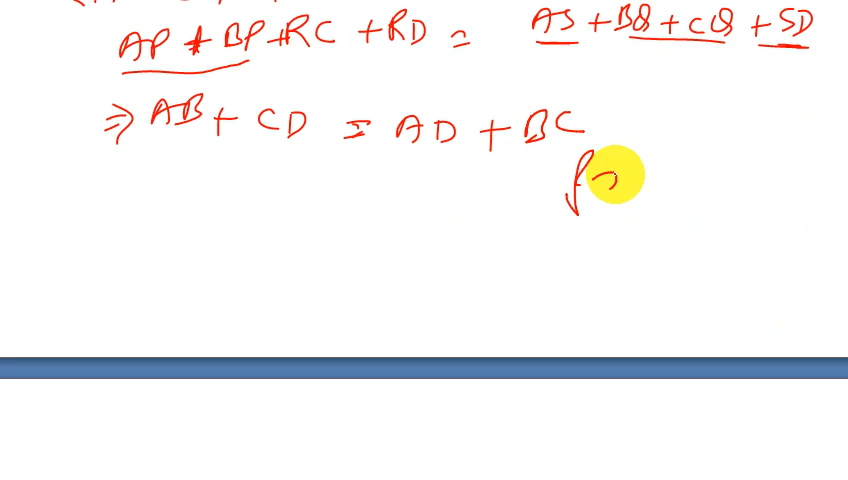 AP + BP + RC + RD = AS + BQ + CQ + SD
⇒ AB + CD = AD + BC